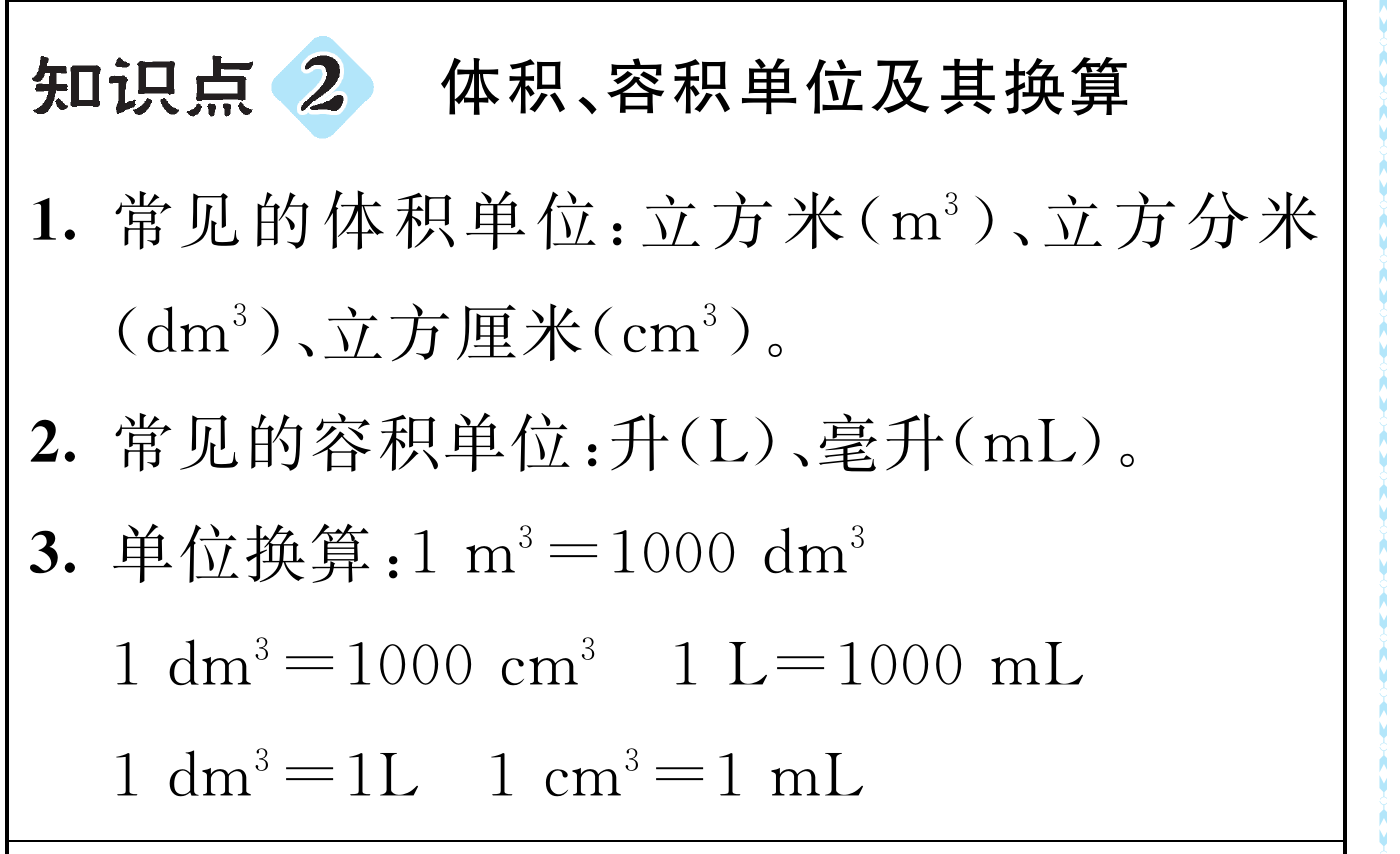 知识点 2 体积、容积单位及其换算
1. 常见的体积单位:立方米(m³)、立方分米
(dm³)、立方厘米(cm³)。
2. 常见的容积单位:升(L)、毫升(mL)。
3. 单位换算:1 m³=1000 dm³
1 dm³=1000 cm³ 1 L=1000 mL
1 dm³=1L 1 cm³=1 mL